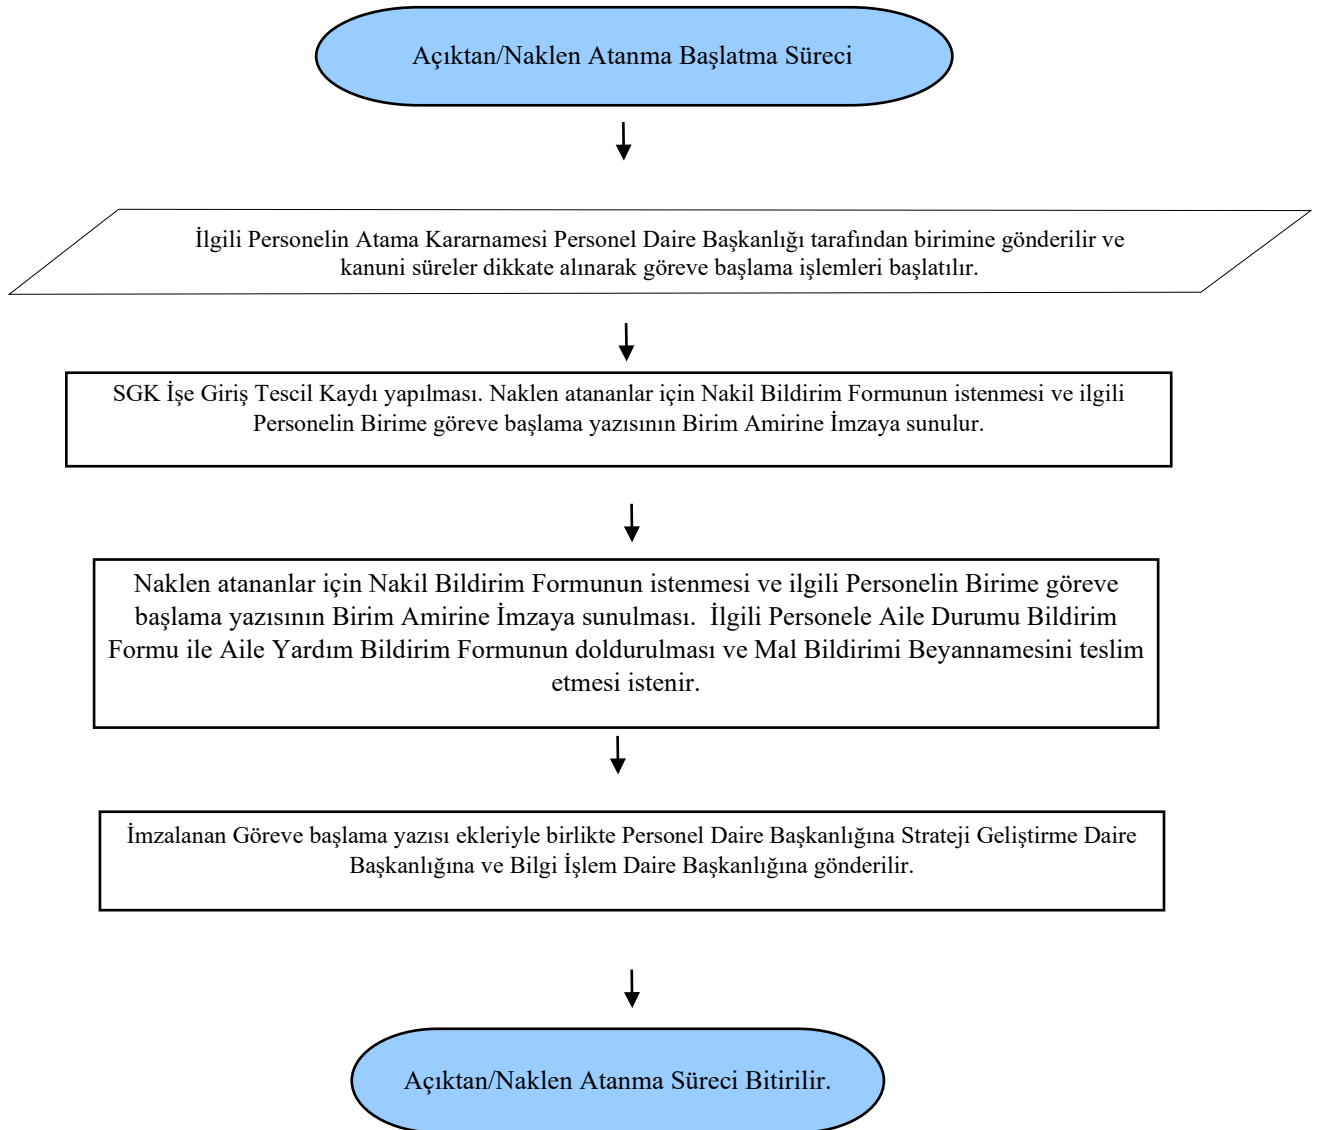 Açıktan/Naklen Atanma Başlatma Süreci
İlgili Personelin Atama Kararnamesi Personel Daire Başkanlığı tarafından birimine gönderilir ve
kanuni süreler dikkate alınarak göreve başlama işlemleri başlatılır.
SGK İşe Giriş Tescil Kaydı yapılması. Naklen atananlar için Nakil Bildirim Formunun istenmesi ve ilgili
Personelin Birime göreve başlama yazısının Birim Amirine İmzaya sunulur.
Naklen atananlar için Nakil Bildirim Formunun istenmesi ve ilgili Personelin Birime göreve
başlama yazısının Birim Amirine İmzaya sunulması.  İlgili Personele Aile Durumu Bildirim
Formu ile Aile Yardım Bildirim Formunun doldurulması ve Mal Bildirimi Beyannamesini teslim
etmesi istenir.
İmzalanan Göreve başlama yazısı ekleriyle birlikte Personel Daire Başkanlığına Strateji Geliştirme Daire
Başkanlığına ve Bilgi İşlem Daire Başkanlığına gönderilir.
Açıktan/Naklen Atanma Süreci Bitirilir.